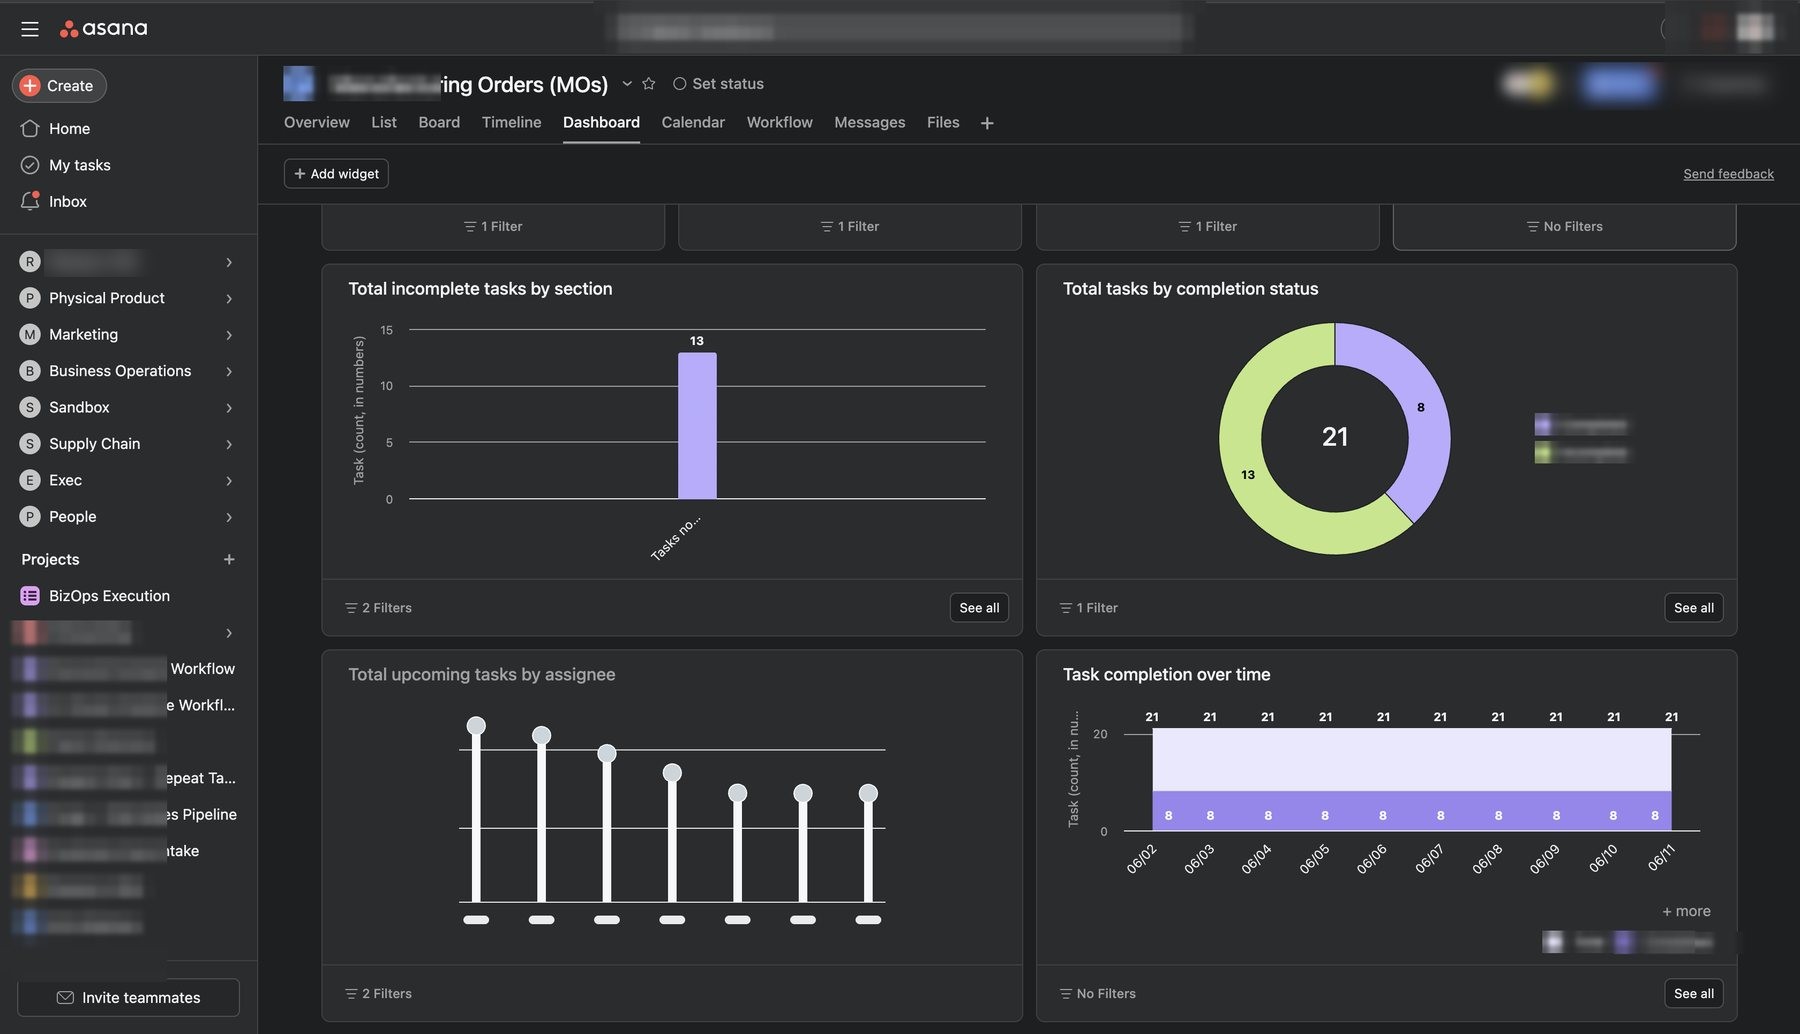 asana
Create
Home
My tasks
Inbox
R
P Physical Product
M Marketing
B Business Operations
S Sandbox
S Supply Chain
E Exec
P People
Projects +
BizOps Execution
Workflow
e Workfl...
epeat Ta...
es Pipeline
ntake
Invite teammates
ing Orders (MOs) Set status
Overview List Board Timeline Dashboard Calendar Workflow Messages Files +
+ Add widget
Send feedback
1 Filter
1 Filter
1 Filter
No Filters
Total incomplete tasks by section
Task (count, in numbers)
15
10
5
0
13
Tasks no...
2 Filters
See all
Total tasks by completion status
8
21
13
1 Filter
See all
Total upcoming tasks by assignee
2 Filters
Task completion over time
Task (count, in nu...
21 21 21 21 21 21 21 21 21 21
20
8 8 8 8 8 8 8 8 8 8
0
06/02 06/03 06/04 06/05 06/06 06/07 06/08 06/09 06/10 06/11
+ more
No Filters
See all